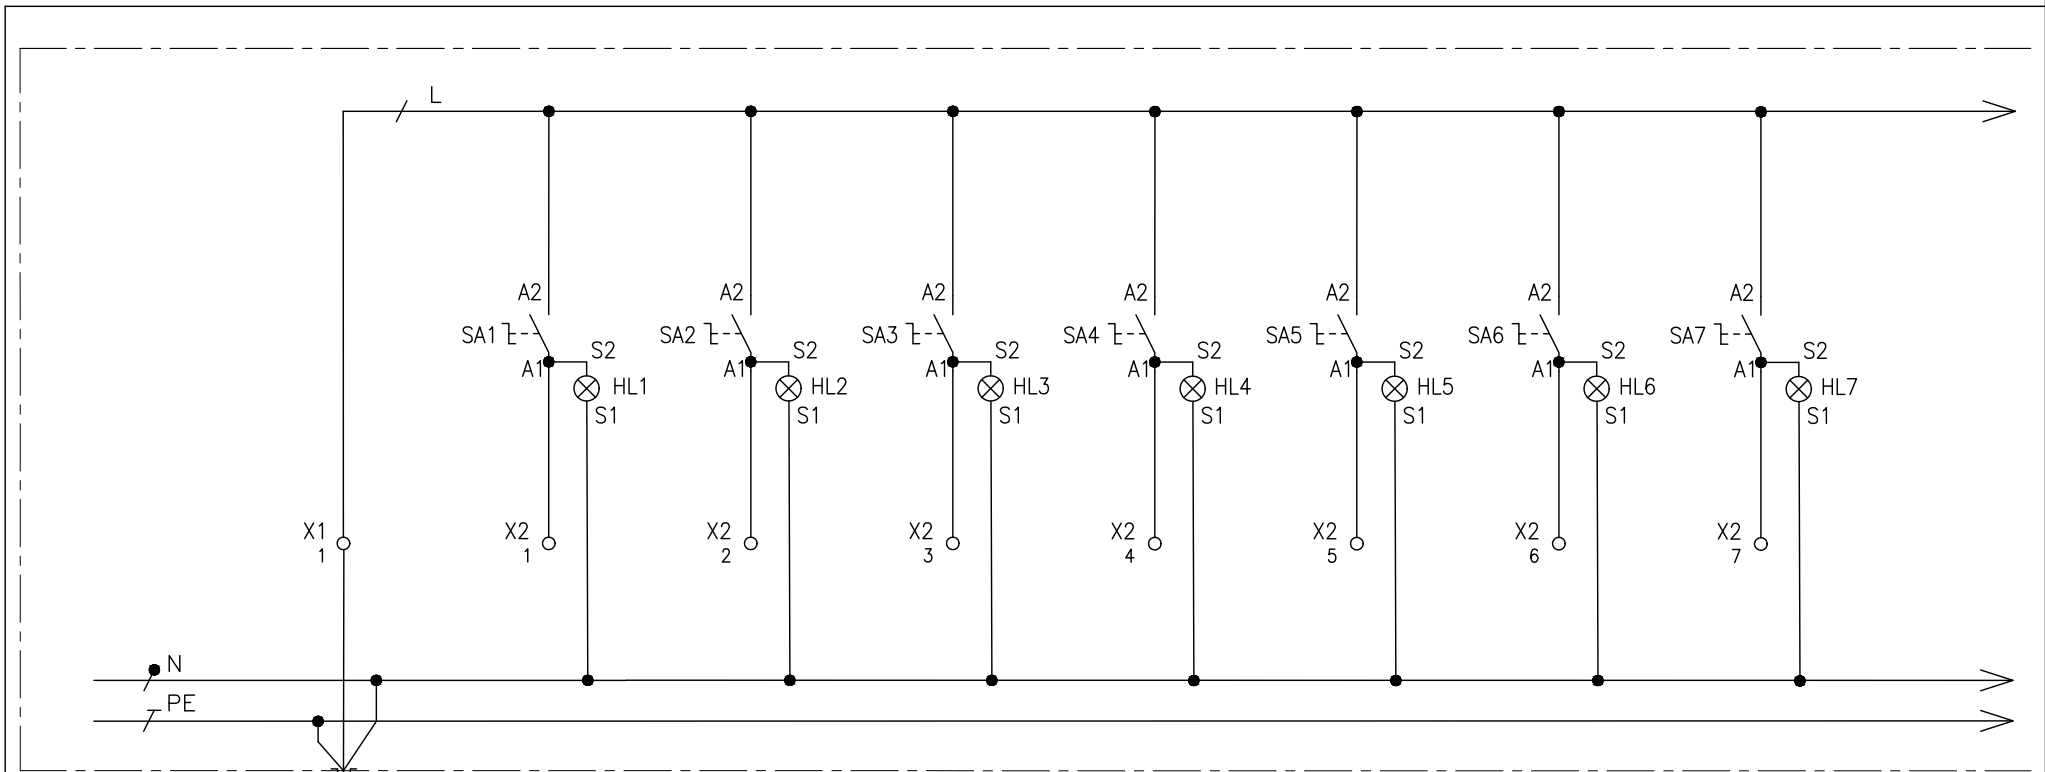 L
A2 A2 A2 A2 A2 A2 A2
SA1 SA2 SA3 SA4 SA5 SA6 SA7
S2 S2 S2 S2 S2 S2 S2
A1 A1 A1 A1 A1 A1 A1
HL1 HL2 HL3 HL4 HL5 HL6 HL7
S1 S1 S1 S1 S1 S1 S1
X1 X2 X2 X2 X2 X2 X2 X2
1 1 2 3 4 5 6 7
N
PE